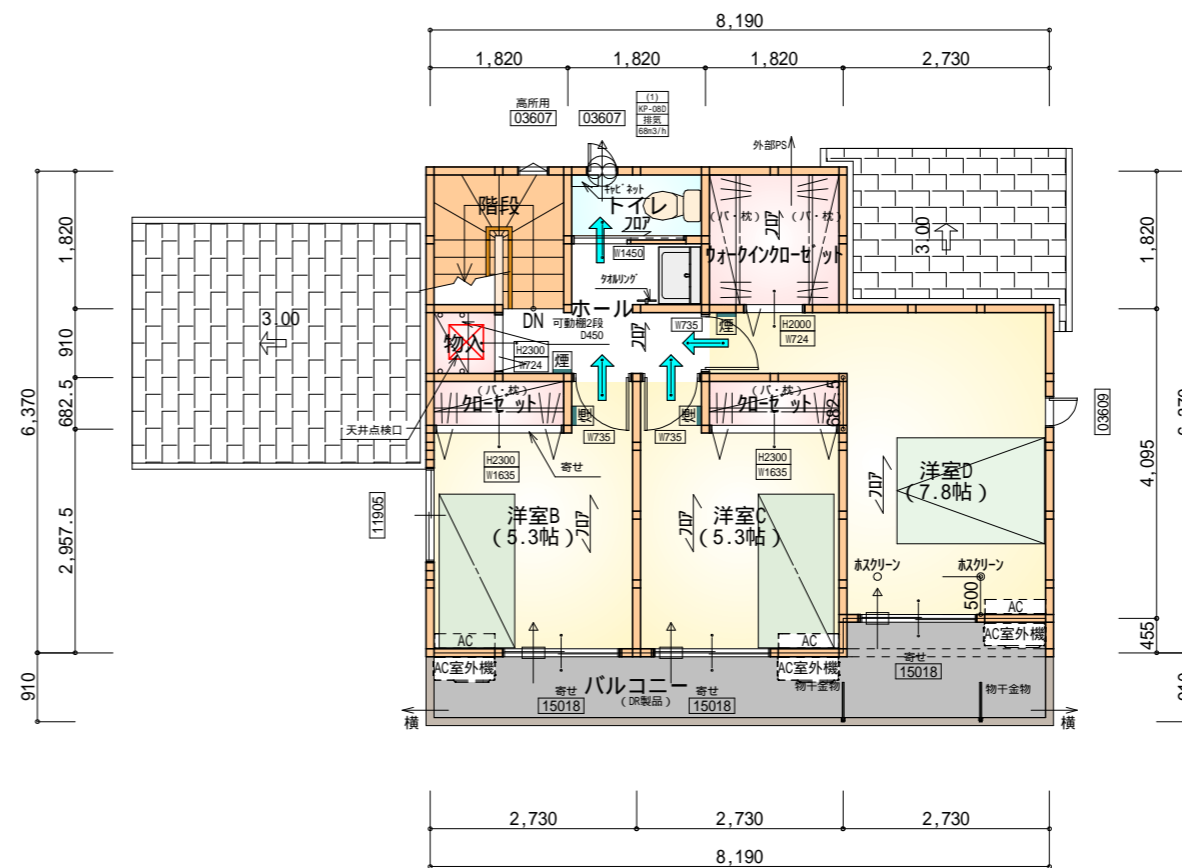 8,190
1,820
1,820
1,820
2,730
高所用
03607
03607
(1)
KP-08D
排気
68m3/h
外部PS
階段
キャビネット
トイレ
フロア
(バ・枕)
フロア
(バ・枕)
ウォークインクローゼット
3.00
W1450
タオルリング
ホール
DN
可動棚2段
D450
フロア
W735
煙
H2000
W724
3.00
物入
H2300
W724
煙
(バ・枕)
クローゼット
(バ・枕)
クローゼット
682.5
天井点検口
煙
W735
煙
W735
H2300
W1635
寄せ
H2300
W1635
03609
11905
洋室B
(5.3帖)
フロア
フロア
洋室C
(5.3帖)
フロア
洋室D
(7.8帖)
ホスクリーン
ホスクリーン
500
AC
AC
AC
AC室外機
AC室外機
AC室外機
寄せ
15018
バルコニー
(DR製品)
寄せ
15018
寄せ
15018
物干金物
物干金物
横
横
1,820
910
682.5
2,957.5
6,370
910
1,820
4,095
455
2,730
2,730
2,730
8,190